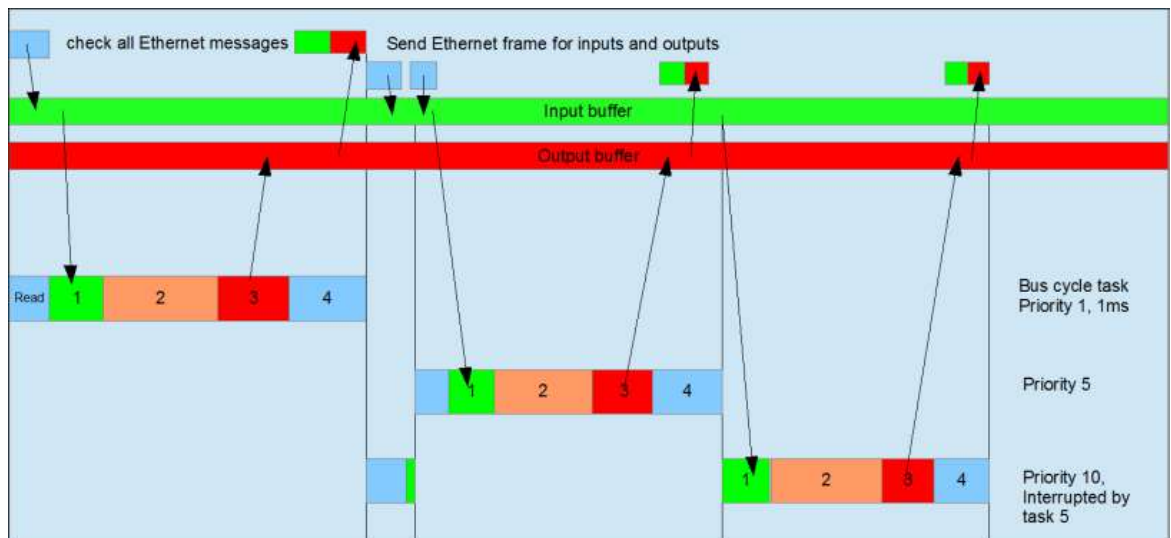 check all Ethernet messages
Send Ethernet frame for inputs and outputs
Input buffer
Output buffer
Read
1
2
3
4
Bus cycle task
Priority 1, 1ms
1
2
3
4
Priority 5
1
2
3
4
Priority 10,
Interrupted by
task 5